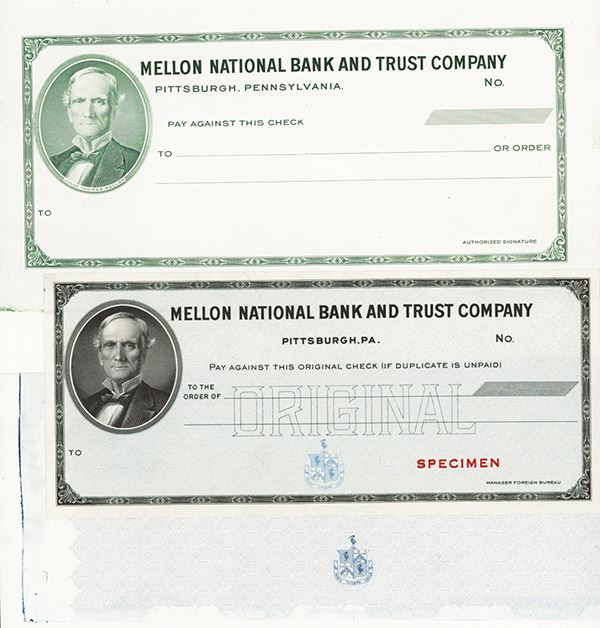 MELLON NATIONAL BANK AND TRUST COMPANY
PITTSBURGH, PENNSYLVANIA. No.
PAY AGAINST THIS CHECK
TO OR ORDER
TO
AUTHORIZED SIGNATURE
MELLON NATIONAL BANK AND TRUST COMPANY
PITTSBURGH, PA. No.
PAY AGAINST THIS ORIGINAL CHECK (IF DUPLICATE IS UNPAID)
TO THE
ORDER OF
ORIGINAL
TO
SPECIMEN
MANAGER FOREIGN BUREAU